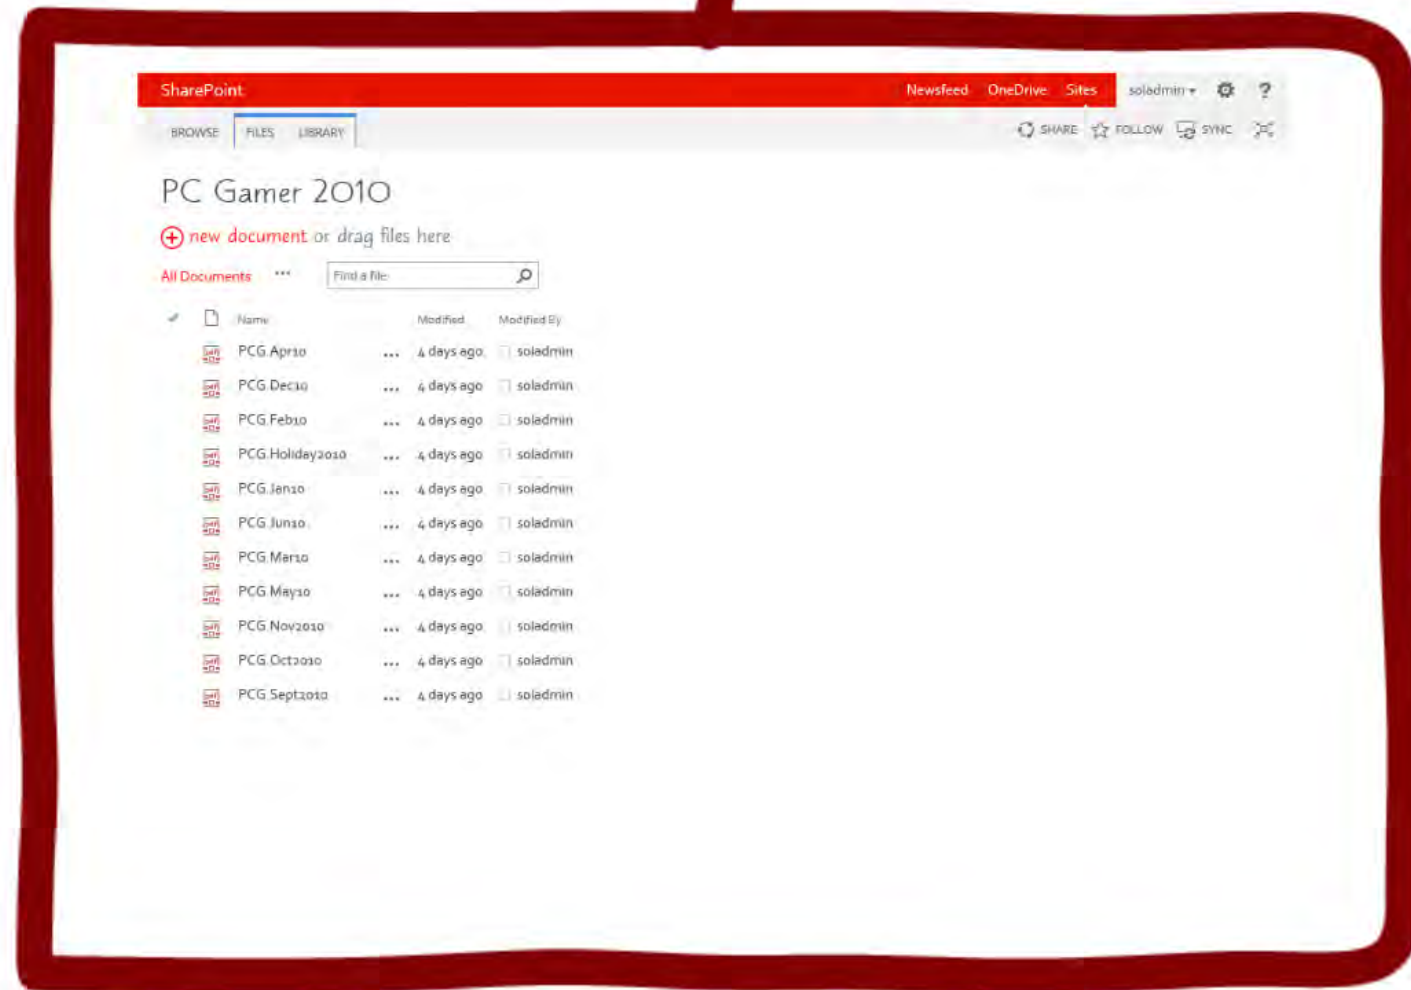 SharePoint Newsfeed OneDrive Sites soladmin ?
BROWSE FILES LIBRARY SHARE FOLLOW SYNC
PC Gamer 2010
new document or drag files here
All Documents ... Find a file
Name Modified Modified By
PCG.Apr10 ... 4 days ago soladmin
PCG.Dec10 ... 4 days ago soladmin
PCG.Feb10 ... 4 days ago soladmin
PCG.Holiday2010 ... 4 days ago soladmin
PCG.Jan10 ... 4 days ago soladmin
PCG.Jun10 ... 4 days ago soladmin
PCG.Mar10 ... 4 days ago soladmin
PCG.May10 ... 4 days ago soladmin
PCG.Nov2010 ... 4 days ago soladmin
PCG.Oct2010 ... 4 days ago soladmin
PCG.Sept2010 ... 4 days ago soladmin